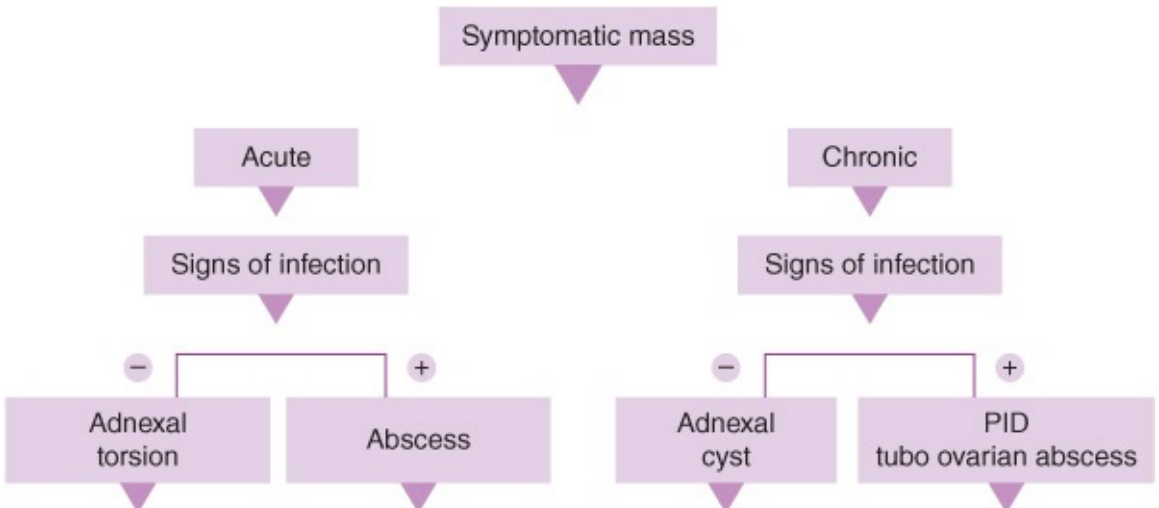 Symptomatic mass
Acute
Chronic
Signs of infection
Signs of infection
−
+
−
+
Adnexal
torsion
Abscess
Adnexal
cyst
PID
tubo ovarian abscess